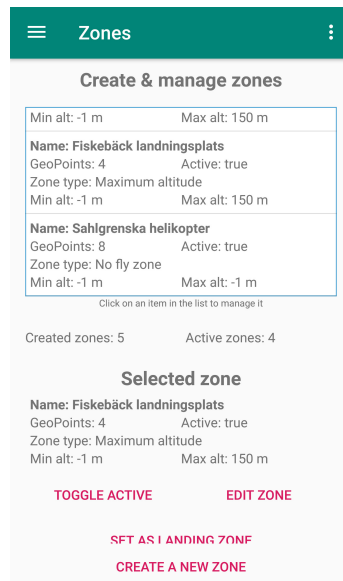 Zones
Create & manage zones
Min alt: -1 m Max alt: 150 m
Name: Fiskebäck landningsplats
GeoPoints: 4 Active: true
Zone type: Maximum altitude
Min alt: -1 m Max alt: 150 m
Name: Sahlgrenska helikopter
GeoPoints: 8 Active: true
Zone type: No fly zone
Min alt: -1 m Max alt: -1 m
Click on an item in the list to manage it
Created zones: 5 Active zones: 4
Selected zone
Name: Fiskebäck landningsplats
GeoPoints: 4 Active: true
Zone type: Maximum altitude
Min alt: -1 m Max alt: 150 m
TOGGLE ACTIVE EDIT ZONE
SET AS LANDING ZONE
CREATE A NEW ZONE